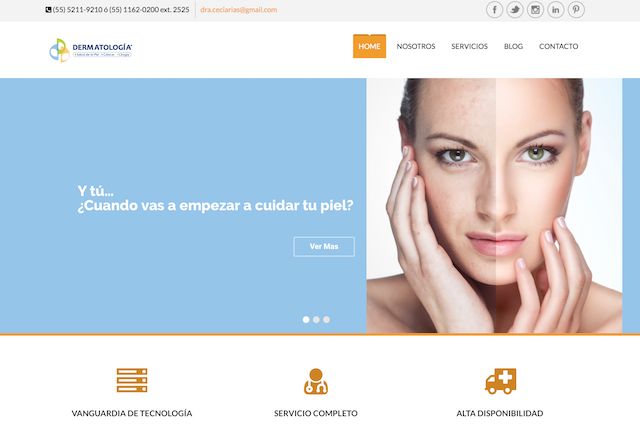 (55) 5211-9210 ó (55) 1162-0200 ext. 2525
dra.ceciarias@gmail.com
DERMATOLOGÍA
HOME
NOSOTROS
SERVICIOS
BLOG
CONTACTO
Y tú...
¿Cuando vas a empezar a cuidar tu piel?
Ver Mas
VANGUARDIA DE TECNOLOGÍA
SERVICIO COMPLETO
ALTA DISPONIBILIDAD